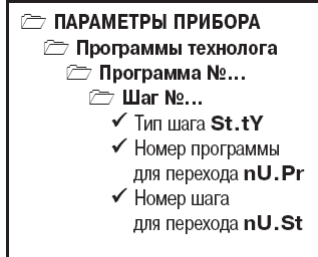 ПАРАМЕТРЫ ПРИБОРА
Программы технолога
Программа №...
Шаг №...
✓ Тип шага St.tY
✓ Номер программы
для перехода nU.Pr
✓ Номер шага
для перехода nU.St